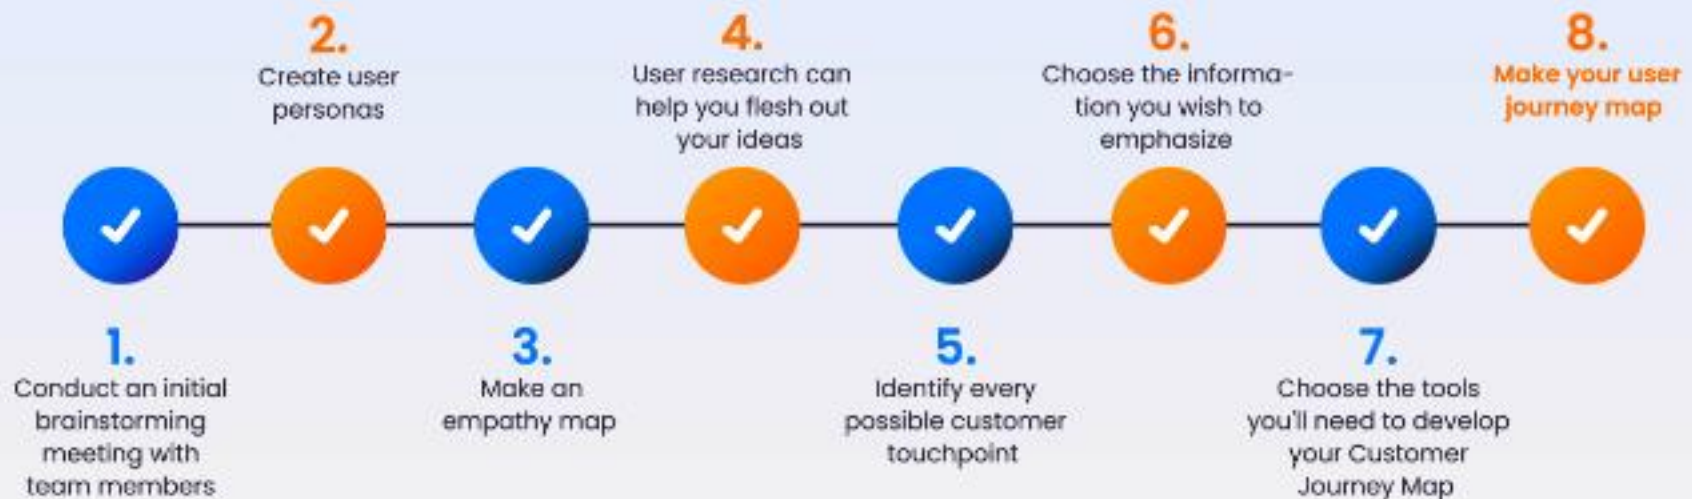 1.
Conduct an initial
brainstorming
meeting with
team members
2.
Create user
personas
3.
Make an
empathy map
4.
User research can
help you flesh out
your ideas
5.
Identify every
possible customer
touchpoint
6.
Choose the informa-
tion you wish to
emphasize
7.
Choose the tools
you'll need to develop
your Customer
Journey Map
8.
Make your user
journey map